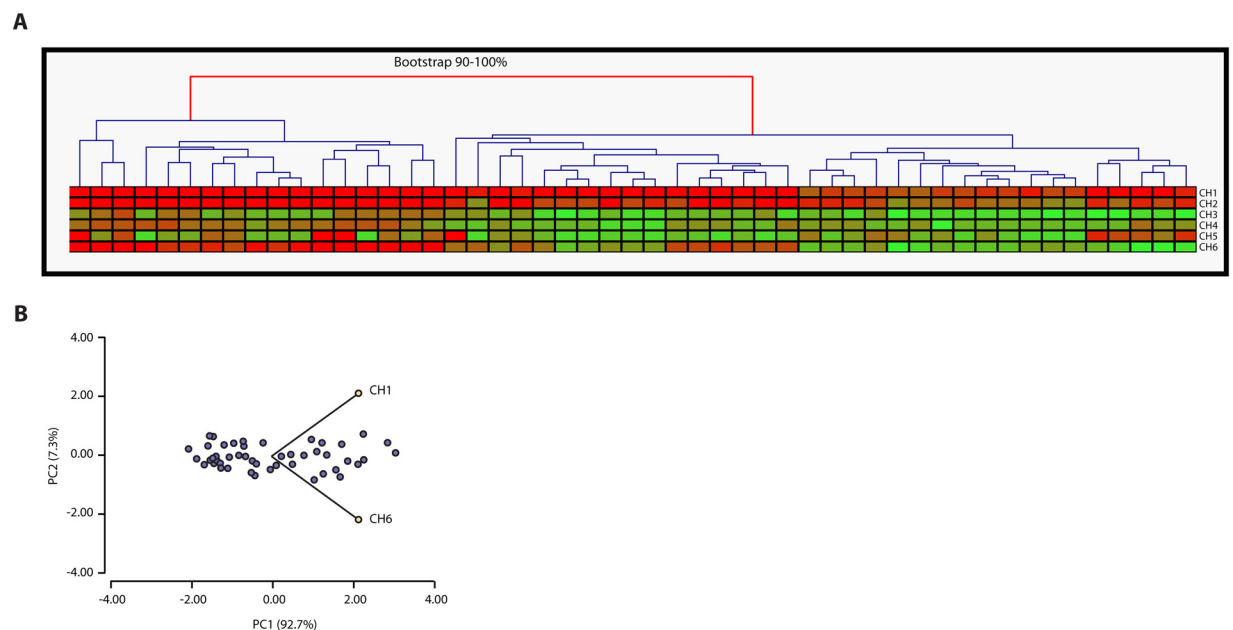 A
Bootstrap 90-100%
CH1
CH2
CH3
CH4
CH5
CH6
B
4.00
2.00
0.00
-2.00
-4.00
PC2 (7.3%)
CH1
CH6
-4.00 -2.00 0.00 2.00 4.00
PC1 (92.7%)